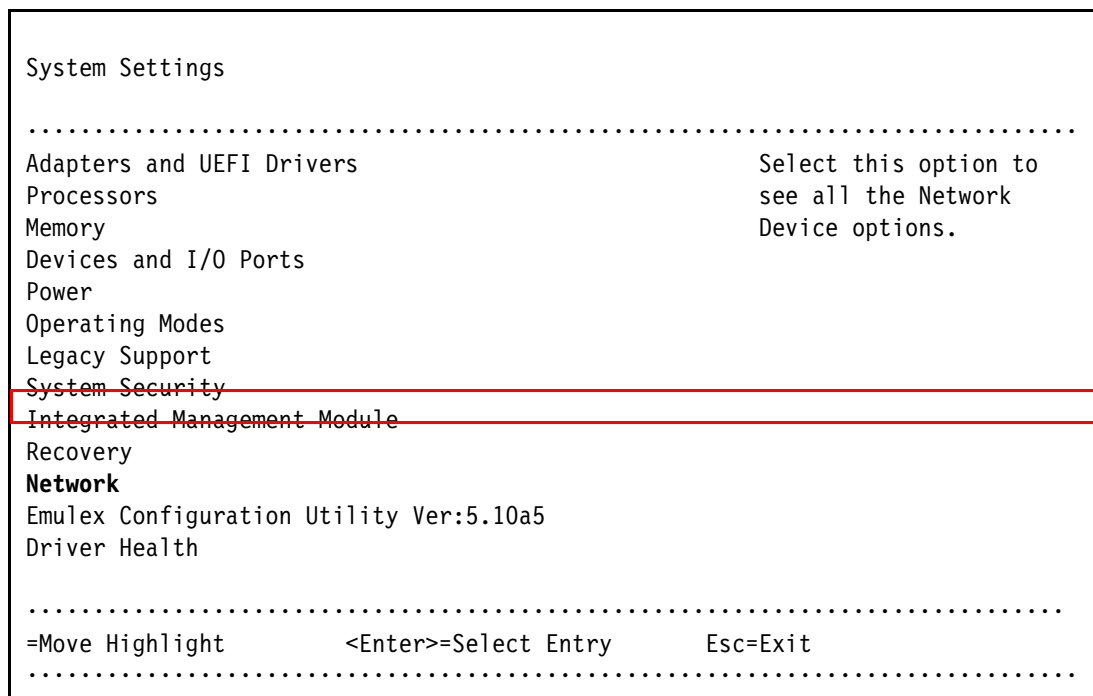 System Settings
................................................................................
Adapters and UEFI Drivers Select this option to
Processors see all the Network
Memory Device options.
Devices and I/O Ports
Power
Operating Modes
Legacy Support
System Security
Integrated Management Module
Recovery
Network
Emulex Configuration Utility Ver:5.10a5
Driver Health
...............................................................................
=Move Highlight <Enter>=Select Entry Esc=Exit
................................................................................